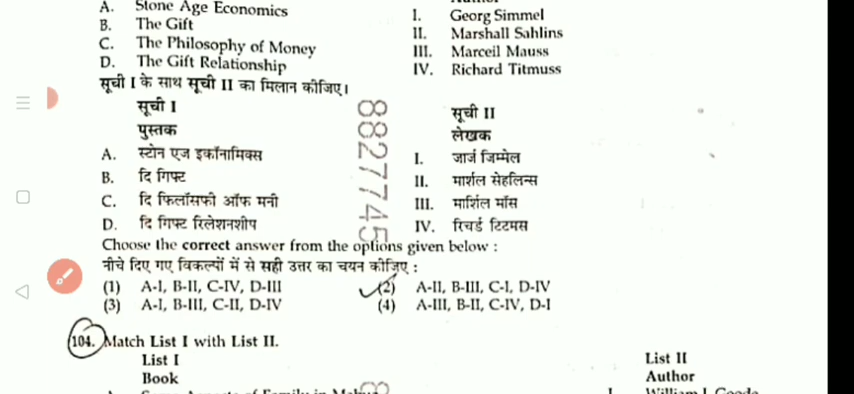 A. Stone Age Economics I. Georg Simmel
B. The Gift II. Marshall Sahlins
C. The Philosophy of Money III. Marceil Mauss
D. The Gift Relationship IV. Richard Titmuss
सूची I के साथ सूची II का मिलान कीजिए।
सूची I सूची II
पुस्तक लेखक
A. स्टोन एज इकॉनामिक्स I. जार्ज जिम्मेल
B. दि गिफ्ट II. मार्शल सेहलिन्स
C. दि फिलॉसफी ऑफ मनी III. मार्शिल मॉस
D. दि गिफ्ट रिलेशनशीप IV. रिचर्ड टिटमस
8827745
Choose the correct answer from the options given below :
नीचे दिए गए विकल्पों में से सही उत्तर का चयन कीजिए :
(1) A-I, B-II, C-IV, D-III (2) A-II, B-III, C-I, D-IV
(3) A-I, B-III, C-II, D-IV (4) A-III, B-II, C-IV, D-I
104. Match List I with List II.
List I List II
Book Author